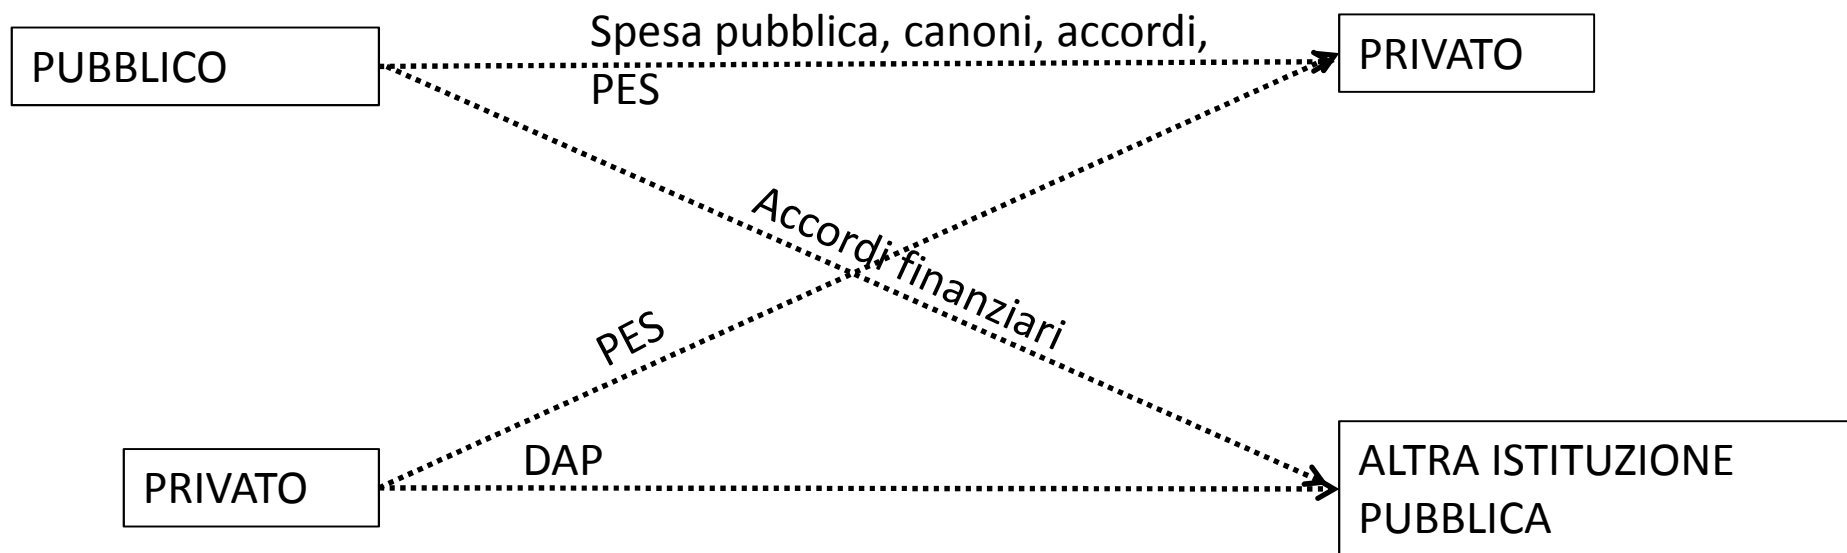 PUBBLICO
Spesa pubblica, canoni, accordi,
PES
PRIVATO
Accordi finanziari
PES
PRIVATO
DAP
ALTRA ISTITUZIONE
PUBBLICA